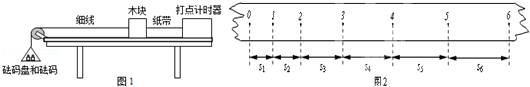 细线 木块 纸带 打点计时器
砝码盘和砝码
图1
0 1 2 3 4 5 6
s1 s2 s3 s4 s5 s6
图2